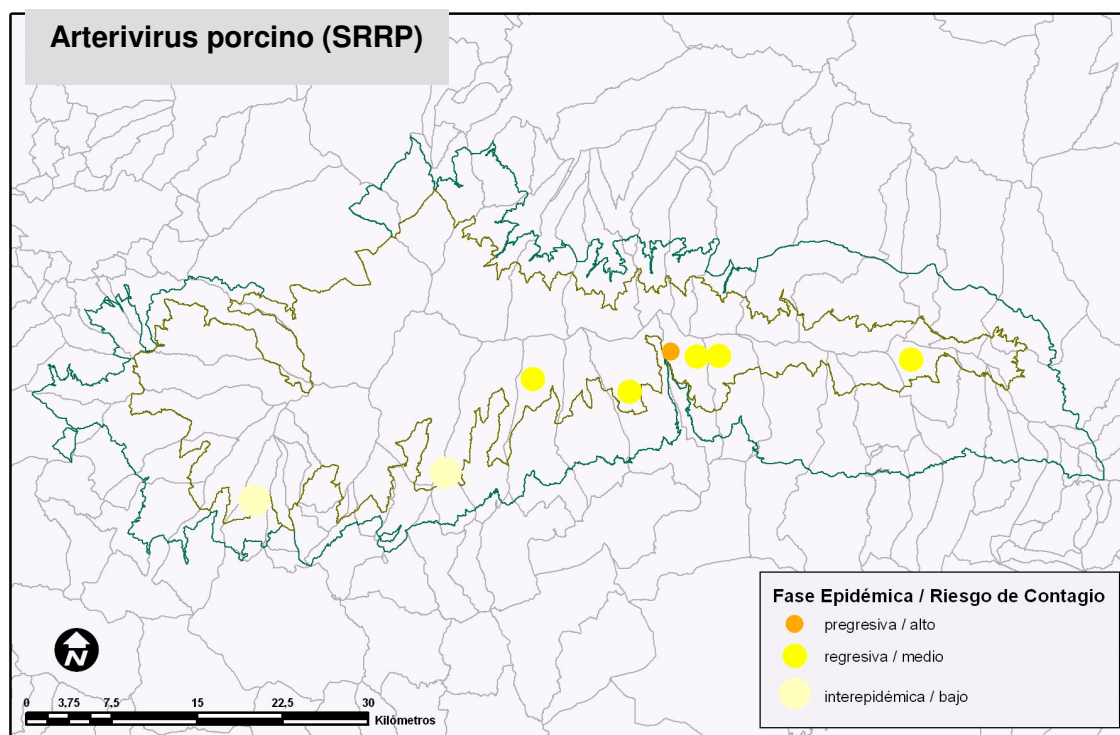 Arterivirus porcino (SRRP)
Fase Epidémica / Riesgo de Contagio
pregresiva / alto
regresiva / medio
interepidémica / bajo
N
0 3.75 7.5 15 22.5 30
Kilómetros